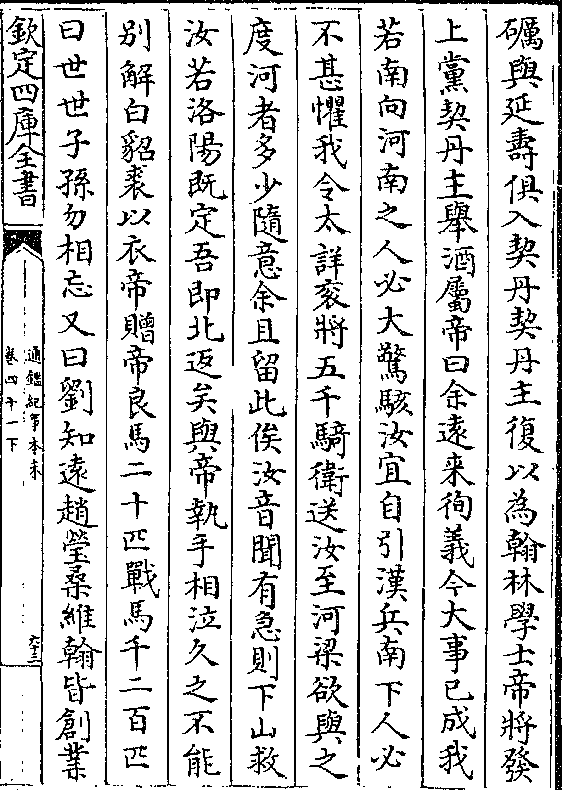 礪與延壽俱入契丹契丹主復以為翰林學士帝將發
上黨契丹主舉酒屬帝曰余遠來徇義今大事已成我
若南向河南之人必大驚駭汝宜自引漢兵南下人必
不甚懼我令太詳衮將五千騎衛送汝至河梁欲與之
度河者多少隨意余且留此俟汝音聞有急則下山救
汝若洛陽既定吾即北返矣與帝執手相泣久之不能
别解白貂裘以衣帝贈帝良馬二十匹戰馬千二百匹
曰世世子孫勿相忘又曰劉知遠趙瑩桑維翰皆創業
欽定四庫全書
通鑑紀事本末
卷四十一下